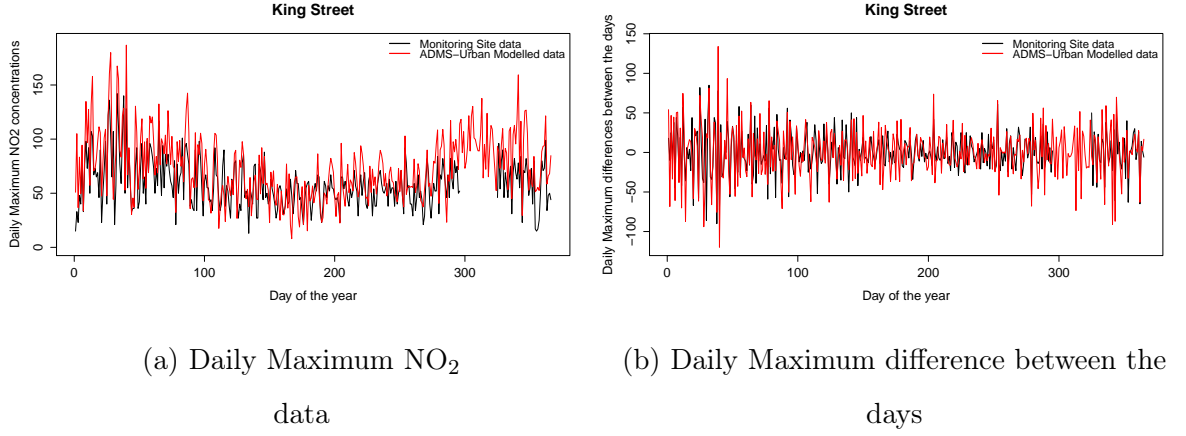 King Street
Daily Maximum NO2 concentrations
150
100
50
0
Monitoring Site data
ADMS−Urban Modelled data
0 100 200 300
Day of the year
(a) Daily Maximum NO2
data
King Street
Daily Maximum differences between the days
150
100
50
0
−50
−100
Monitoring Site data
ADMS−Urban Modelled data
0 100 200 300
Day of the year
(b) Daily Maximum difference between the
days